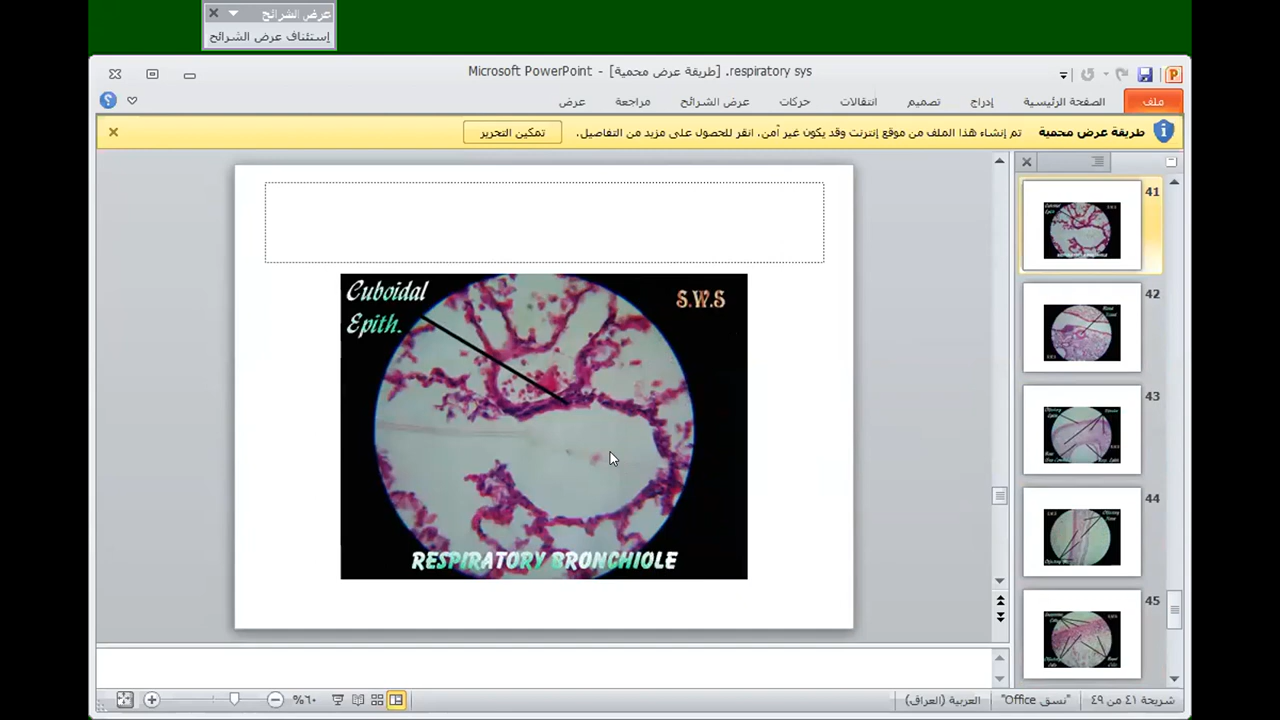 عرض الشرائح
إستئناف عرض الشرائح
respiratory sys. [طريقة عرض محمية] - Microsoft PowerPoint
ملف الصفحة الرئيسية إدراج تصميم انتقالات حركات عرض الشرائح مراجعة عرض
طريقة عرض محمية تم إنشاء هذا الملف من موقع إنترنت وقد يكون غير آمن. انقر للحصول على مزيد من التفاصيل. تمكين التحرير
Cuboidal
Epith.
S.W.S
RESPIRATORY BRONCHIOLE
41
42
43
44
45
شريحة ٤١ من ٤٩ "نسق Office" العربية (العراق) ٦٠%